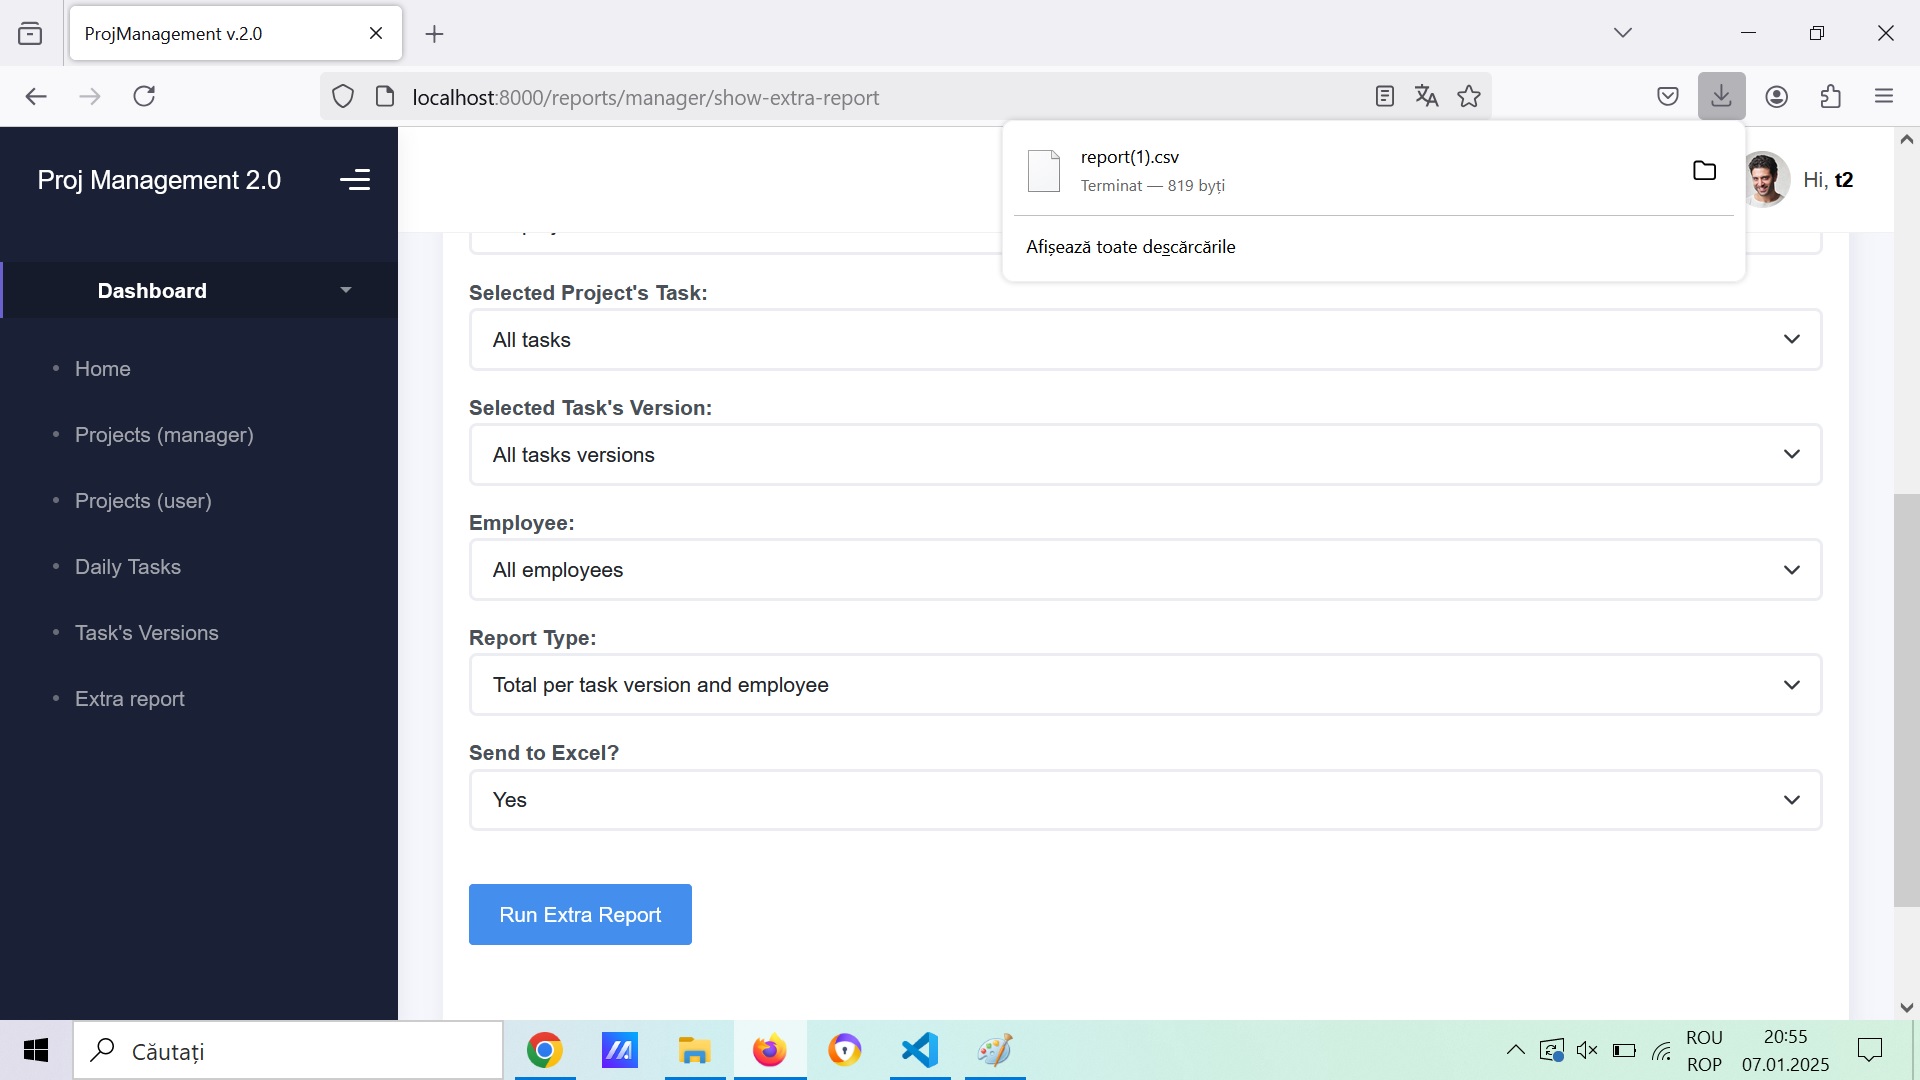 ProjManagement v.2.0
localhost:8000/reports/manager/show-extra-report
report(1).csv
Terminat — 819 byți
Afișează toate descărcările
Proj Management 2.0
Hi, t2
Dashboard
Home
Projects (manager)
Projects (user)
Daily Tasks
Task's Versions
Extra report
Selected Project's Task:
All tasks
Selected Task's Version:
All tasks versions
Employee:
All employees
Report Type:
Total per task version and employee
Send to Excel?
Yes
Run Extra Report
Căutați
ROU
ROP
20:55
07.01.2025